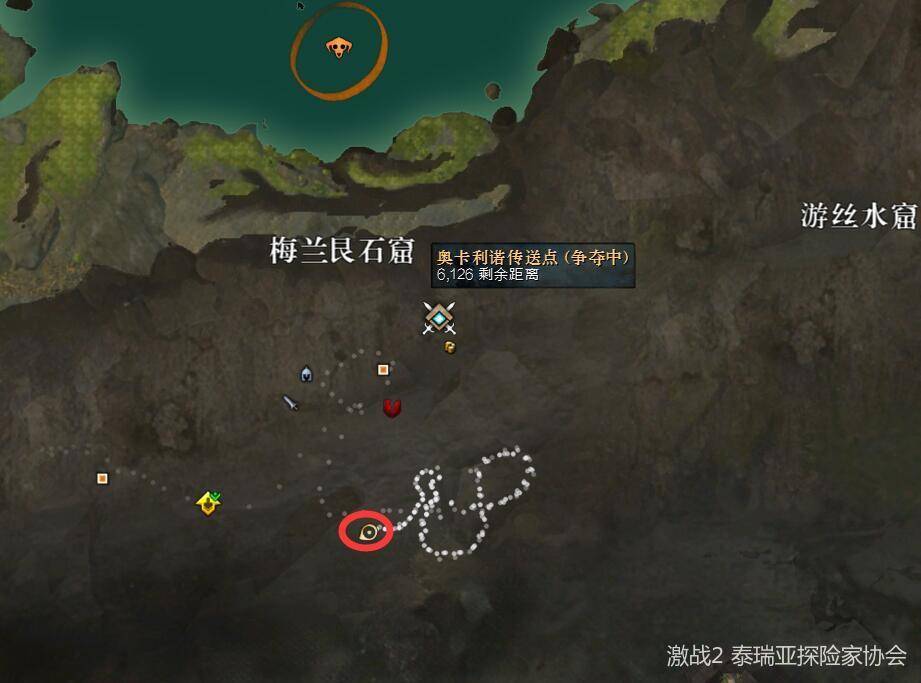 游丝水窟
梅兰艮石窟
奥卡利诺传送点 (争夺中)
6,126 剩余距离
激战2 泰瑞亚探险家协会